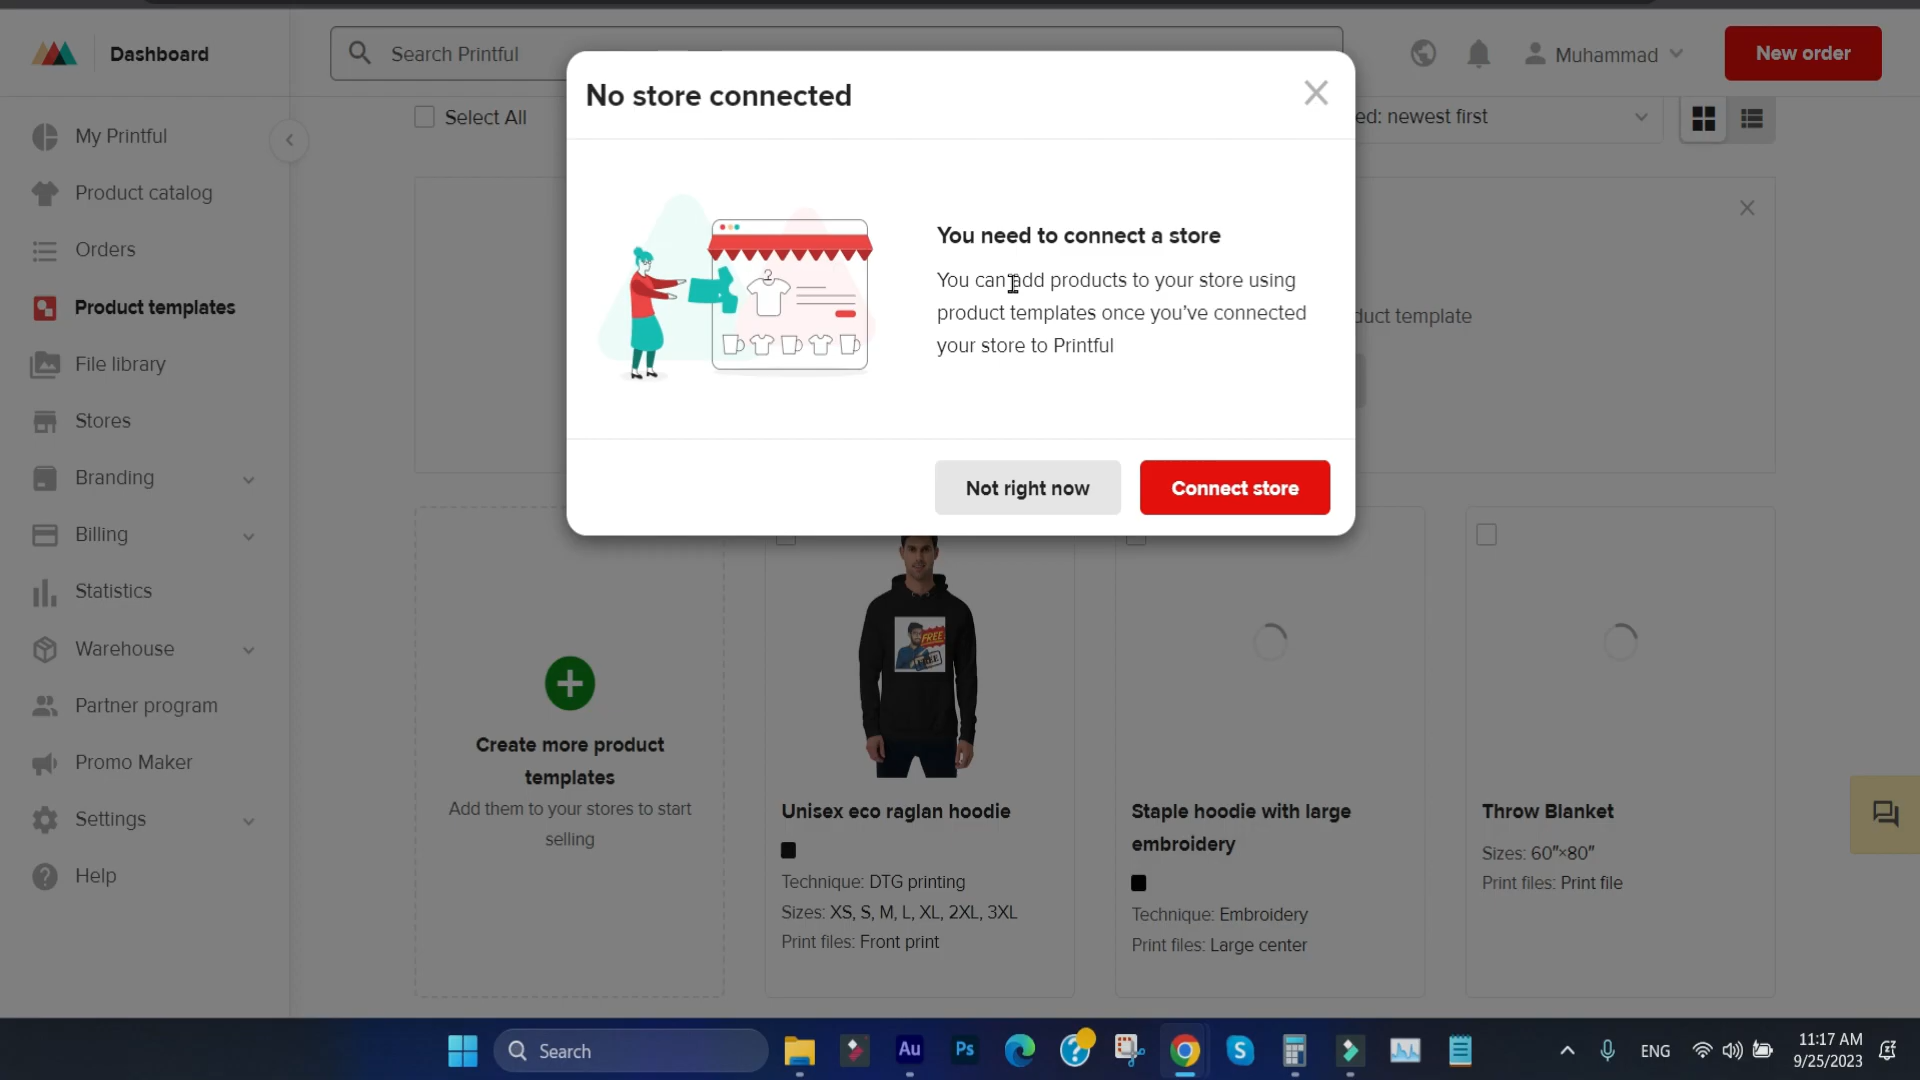 Dashboard
Search Printful
Muhammad
New order
No store connected
Select All
ed: newest first
My Printful
Product catalog
Orders
Product templates
File library
Stores
Branding
Billing
Statistics
Warehouse
Partner program
Promo Maker
Settings
Help
You need to connect a store
You can add products to your store using
product templates once you've connected
your store to Printful
duct template
Not right now
Connect store
Create more product
templates
Add them to your stores to start
selling
FREE
Unisex eco raglan hoodie
Technique: DTG printing
Sizes: XS, S, M, L, XL, 2XL, 3XL
Print files: Front print
Staple hoodie with large
embroidery
Technique: Embroidery
Print files: Large center
Throw Blanket
Sizes: 60″×80″
Print files: Print file
Search
Au
Ps
S
ENG
11:17 AM
9/25/2023